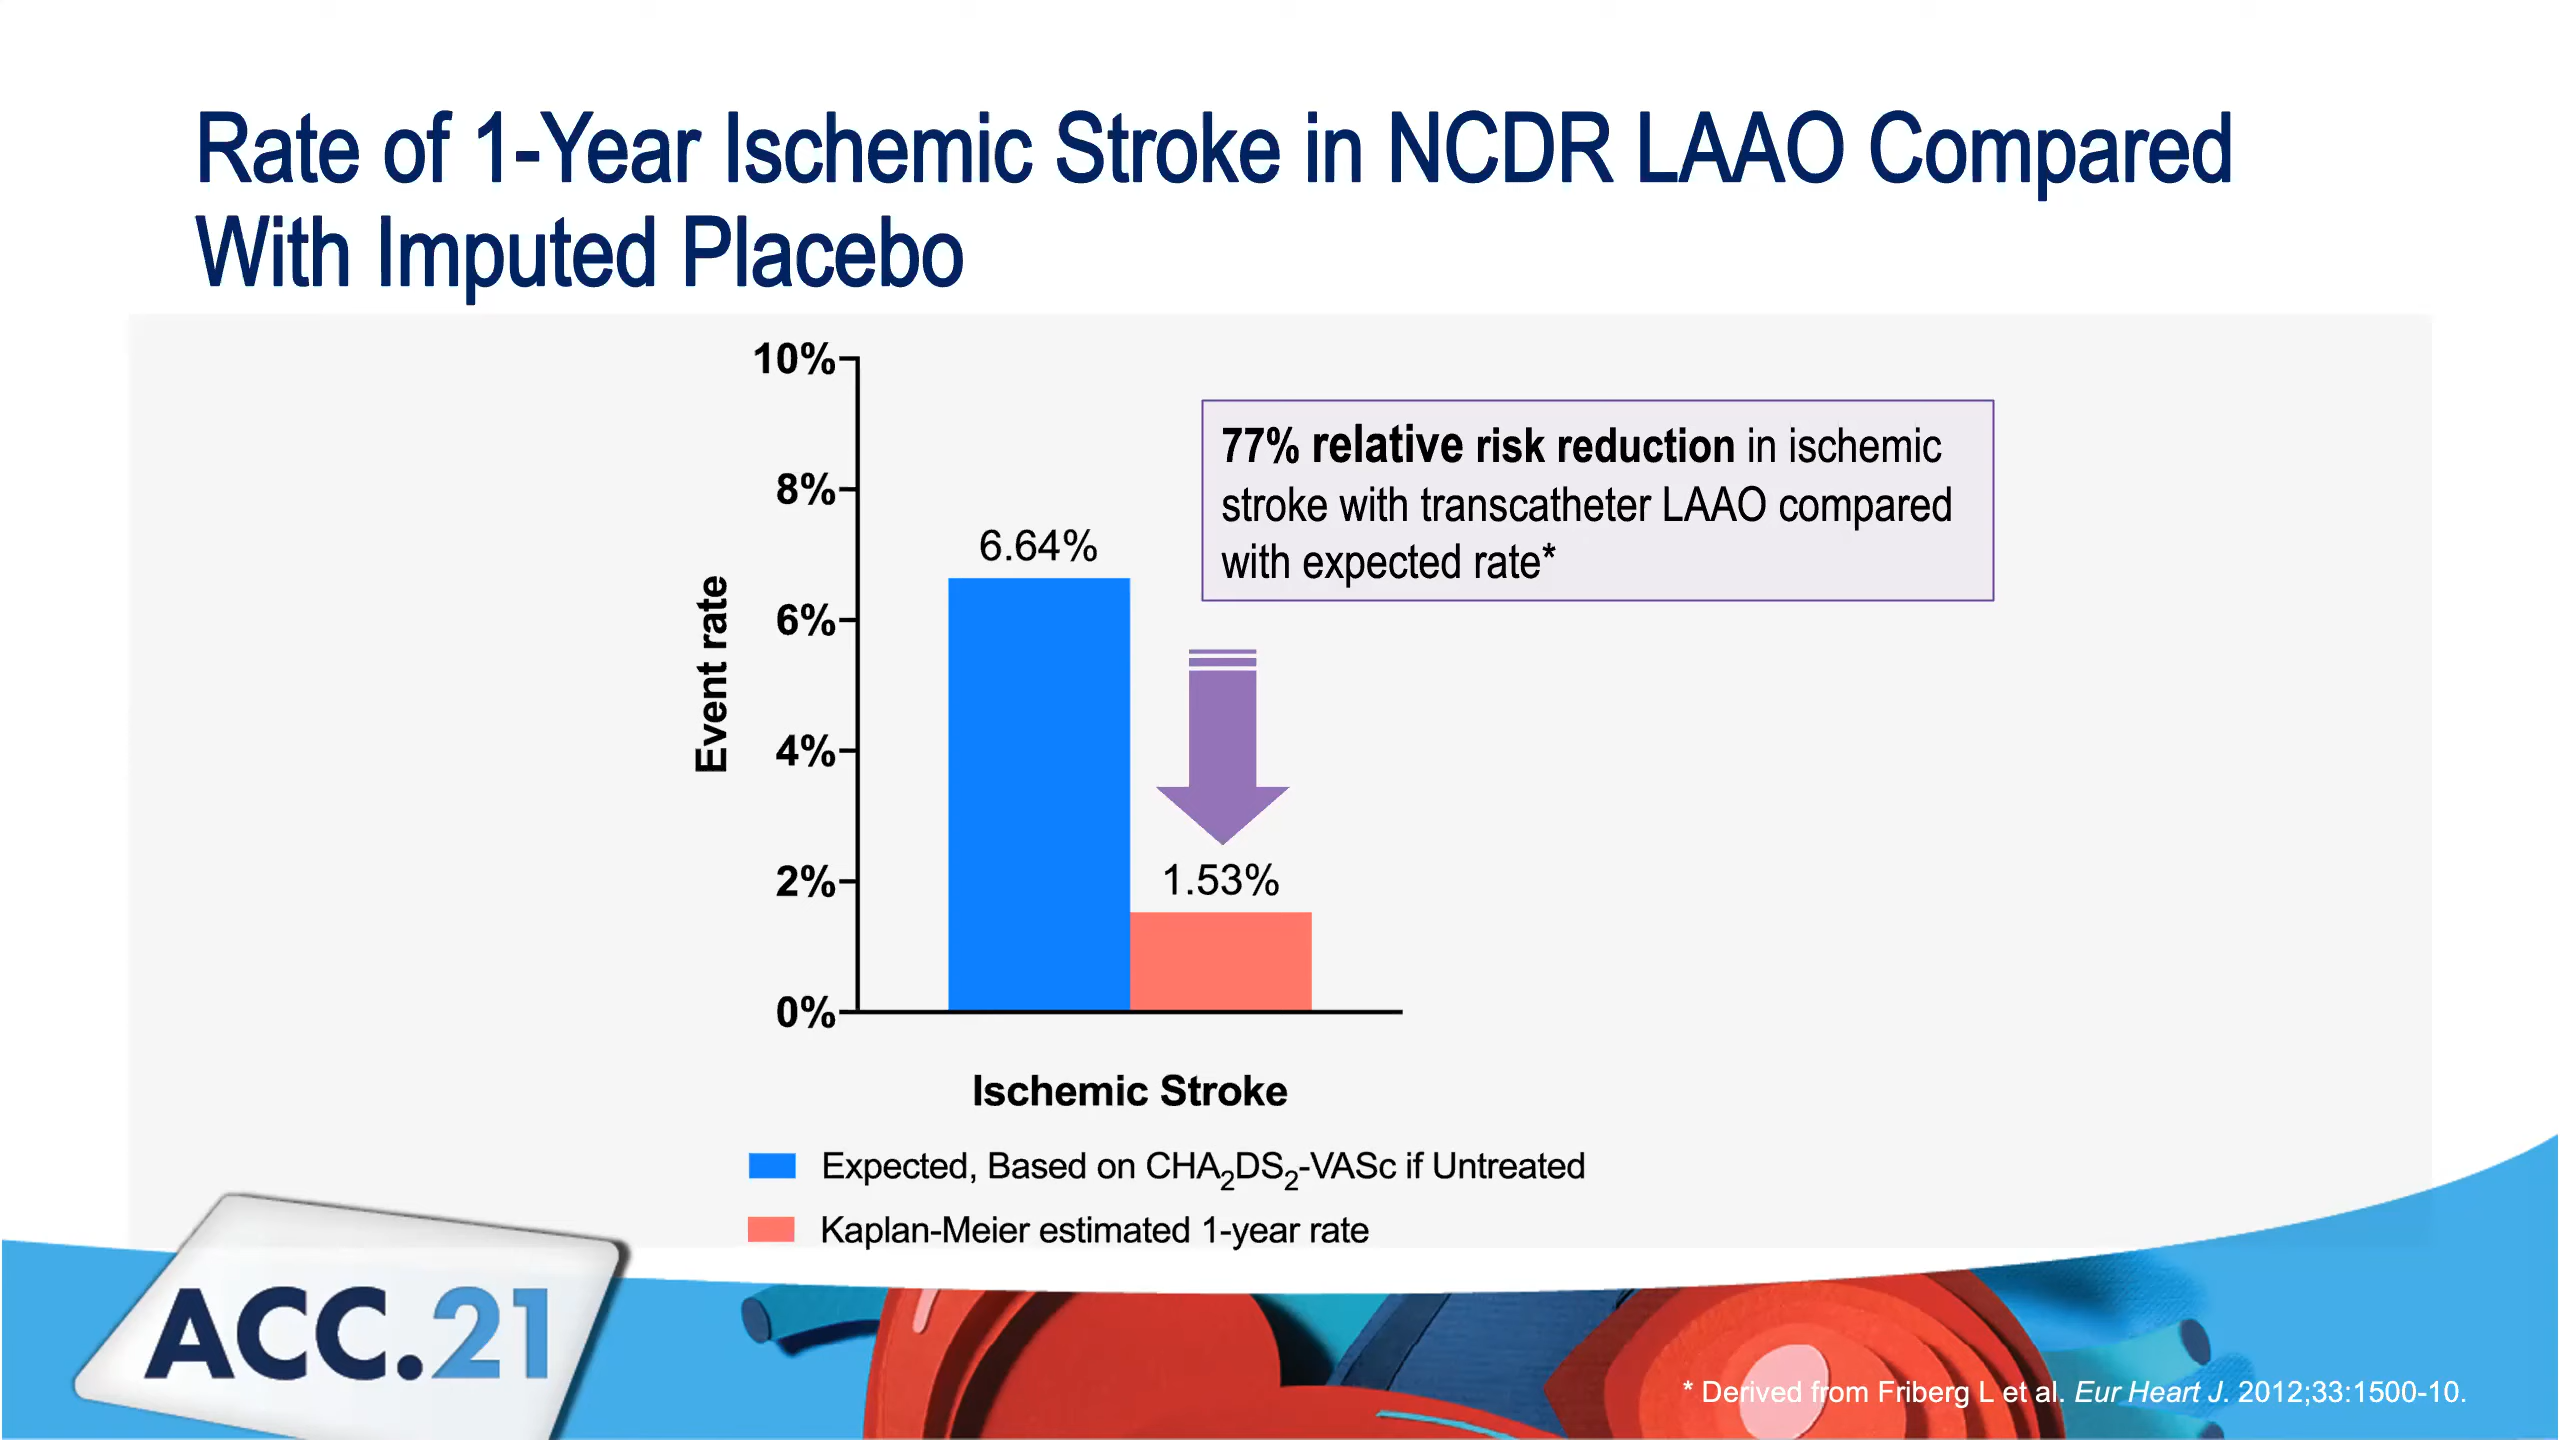 Rate of 1-Year Ischemic Stroke in NCDR LAAO Compared
With Imputed Placebo
10%
8%
6%
4%
2%
0%
Event rate
6.64%
1.53%
77% relative risk reduction in ischemic
stroke with transcatheter LAAO compared
with expected rate*
Ischemic Stroke
Expected, Based on CHA₂DS₂-VASc if Untreated
Kaplan-Meier estimated 1-year rate
ACC.21
* Derived from Friberg L et al. Eur Heart J. 2012;33:1500-10.